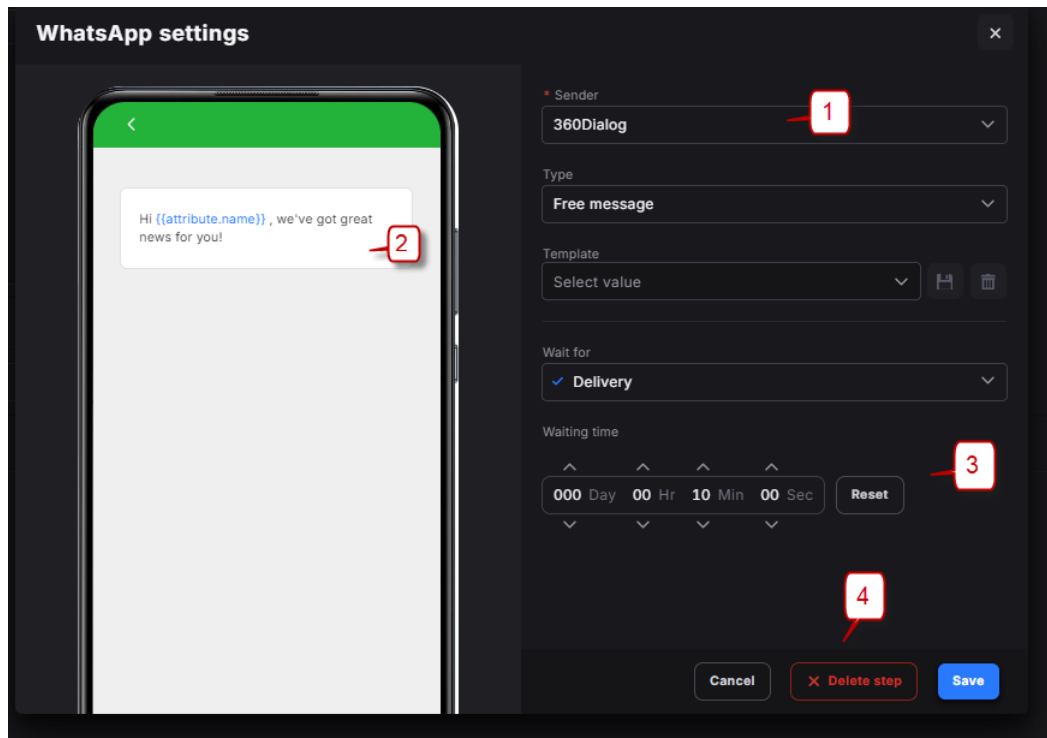 WhatsApp settings
* Sender
1
360Dialog
Type
Free message
Hi {{attribute.name}} , we've got great
news for you!
2
Template
Select value
Wait for
Delivery
Waiting time
3
000 Day 00 Hr 10 Min 00 Sec Reset
4
Cancel Delete step Save